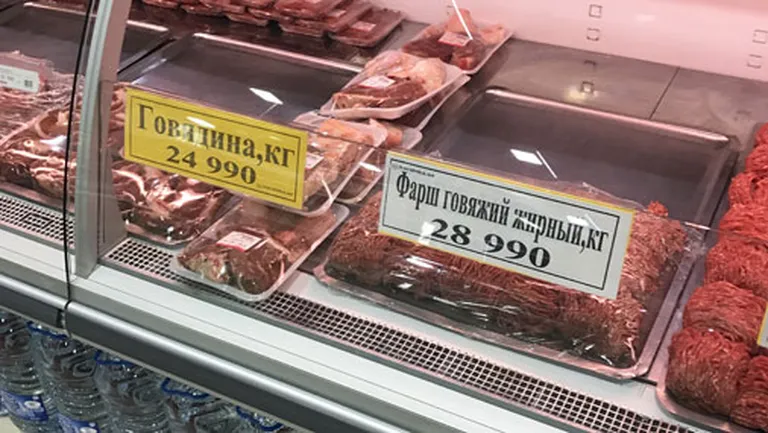 Говядина,кг
24 990
Фарш говяжий жирный,кг
28 990